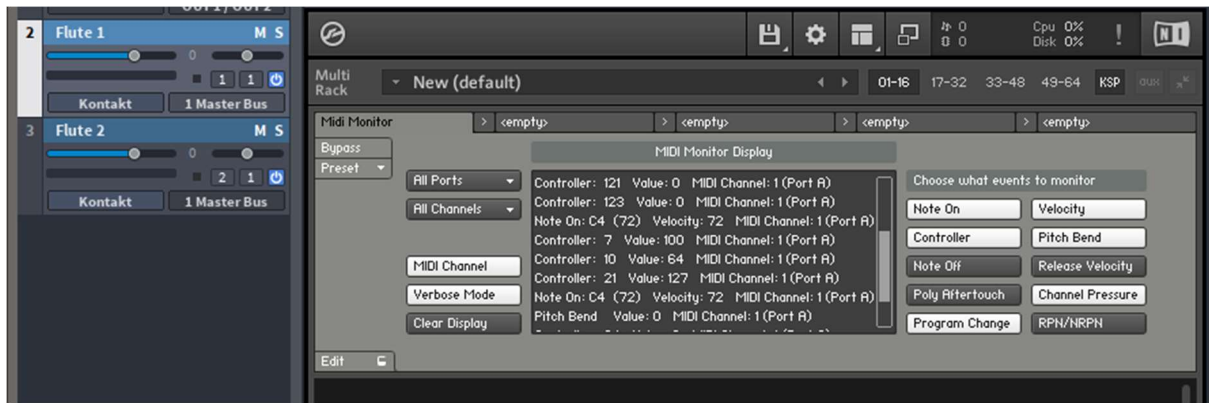 2 Flute 1 M S
0
1 1
Kontakt 1 Master Bus
3 Flute 2 M S
0
2 1
Kontakt 1 Master Bus
0
0
Cpu 0%
Disk 0%
!
NI
Multi
Rack
New (default)
01-16 17-32 33-48 49-64 KSP aux
Midi Monitor > <empty> > <empty> > <empty> > <empty>
Bypass
Preset
All Ports
All Channels
MIDI Channel
Verbose Mode
Clear Display
Edit
MIDI Monitor Display
Controller: 121 Value: 0 MIDI Channel: 1 (Port A)
Controller: 123 Value: 0 MIDI Channel: 1 (Port A)
Note On: C4 (72) Velocity: 72 MIDI Channel: 1 (Port A)
Controller: 7 Value: 100 MIDI Channel: 1 (Port A)
Controller: 10 Value: 64 MIDI Channel: 1 (Port A)
Controller: 21 Value: 127 MIDI Channel: 1 (Port A)
Note On: C4 (72) Velocity: 72 MIDI Channel: 1 (Port A)
Pitch Bend Value: 0 MIDI Channel: 1 (Port A)
Choose what events to monitor
Note On Velocity
Controller Pitch Bend
Note Off Release Velocity
Poly Aftertouch Channel Pressure
Program Change RPN/NRPN